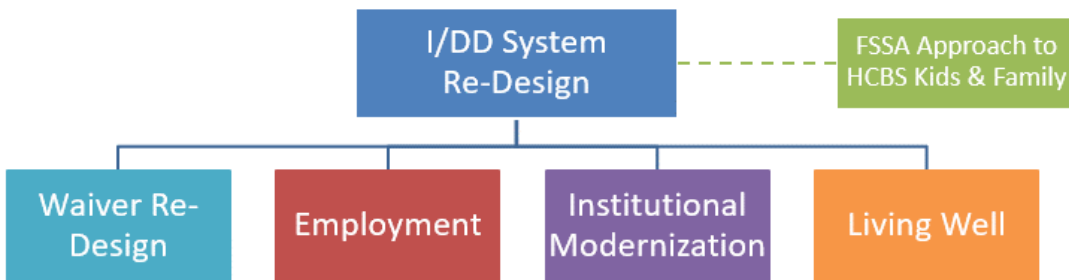 I/DD System
Re-Design
FSSA Approach to
HCBS Kids & Family
Waiver Re-
Design
Employment
Institutional
Modernization
Living Well